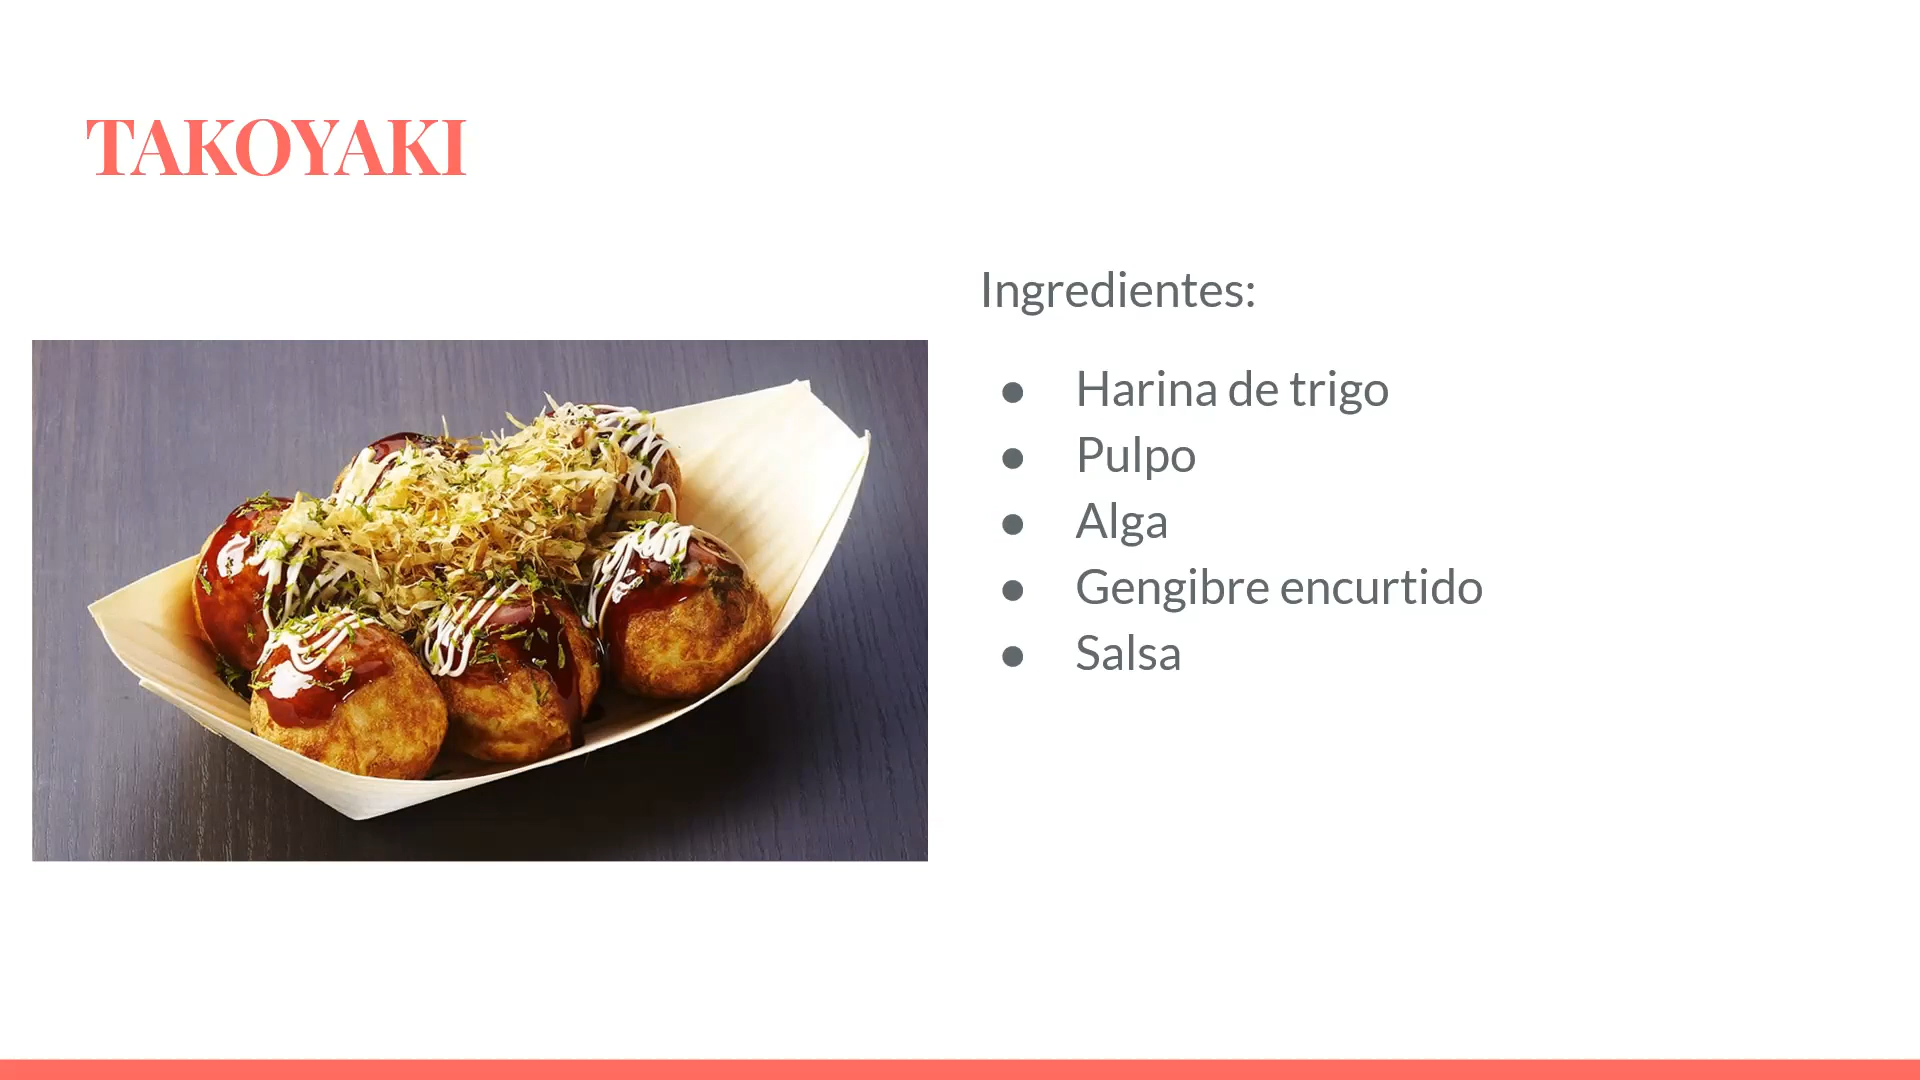 TAKOYAKI
Ingredientes:
● Harina de trigo
● Pulpo
● Alga
● Gengibre encurtido
● Salsa